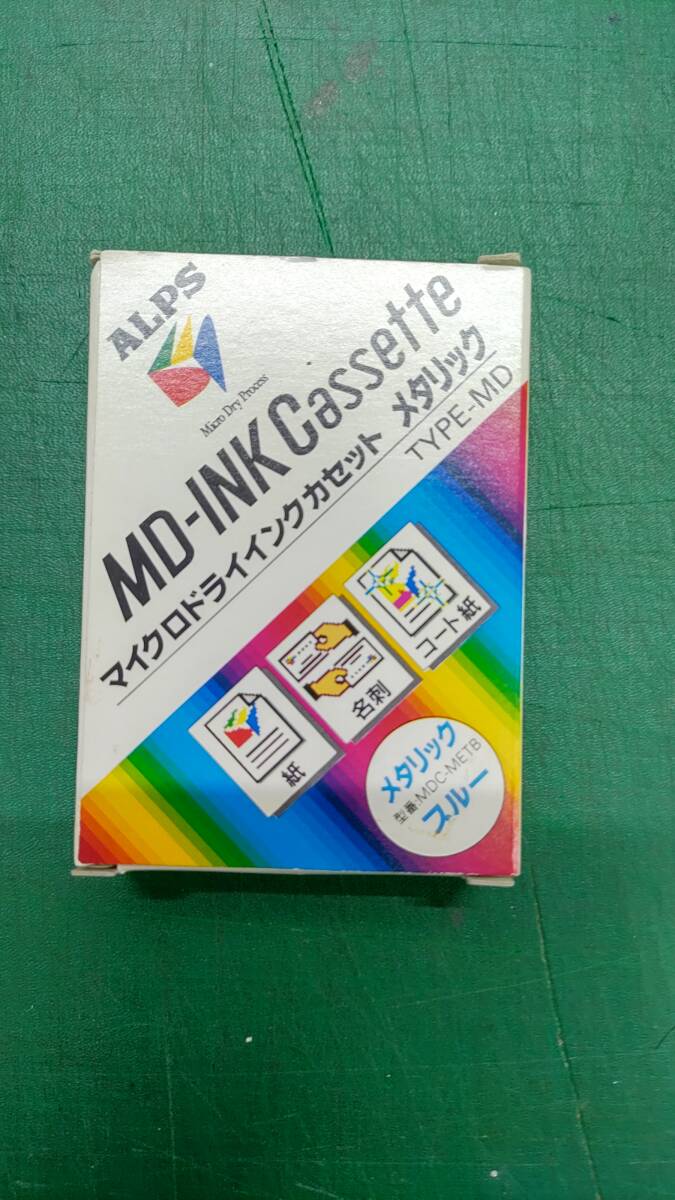 ALPS
Micro Dry Process
MD-INK Cassette
マイクロドライインクカセット メタリック
TYPE-MD
コート紙
名刺
紙
メタリック
型番:MDC-METB
ブルー